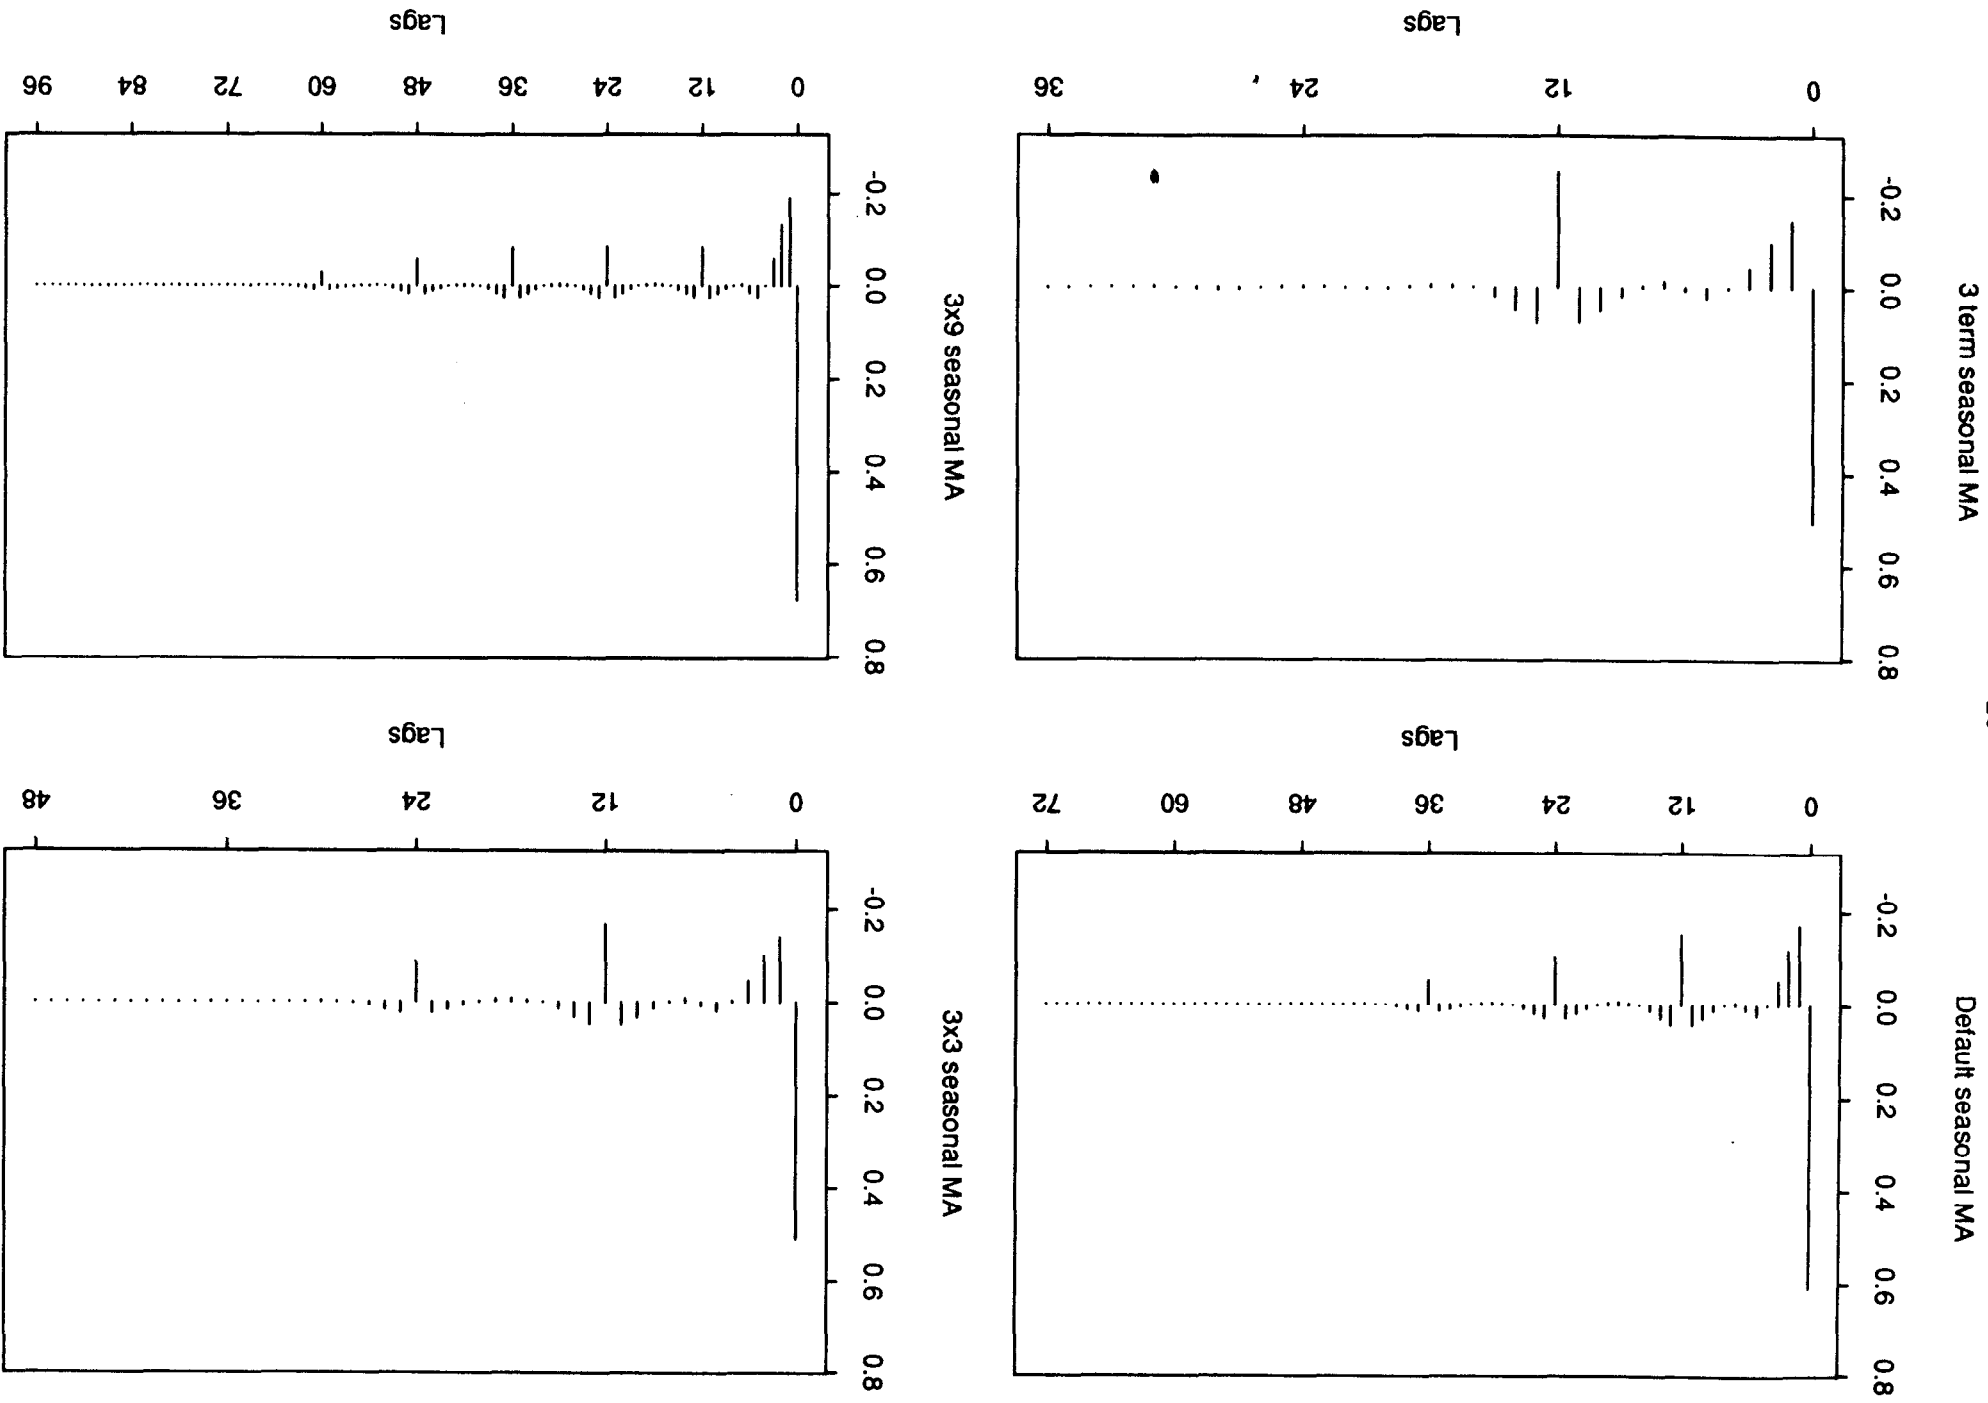 3 term seasonal MA
-0.2 0.0 0.2 0.4 0.6 0.8
0 12 24 36
Lags
Default seasonal MA
-0.2 0.0 0.2 0.4 0.6 0.8
0 12 24 36 48 60 72
Lags
3x9 seasonal MA
-0.2 0.0 0.2 0.4 0.6 0.8
0 12 24 36 48 60 72 84 96
Lags
3x3 seasonal MA
-0.2 0.0 0.2 0.4 0.6 0.8
0 12 24 36 48
Lags